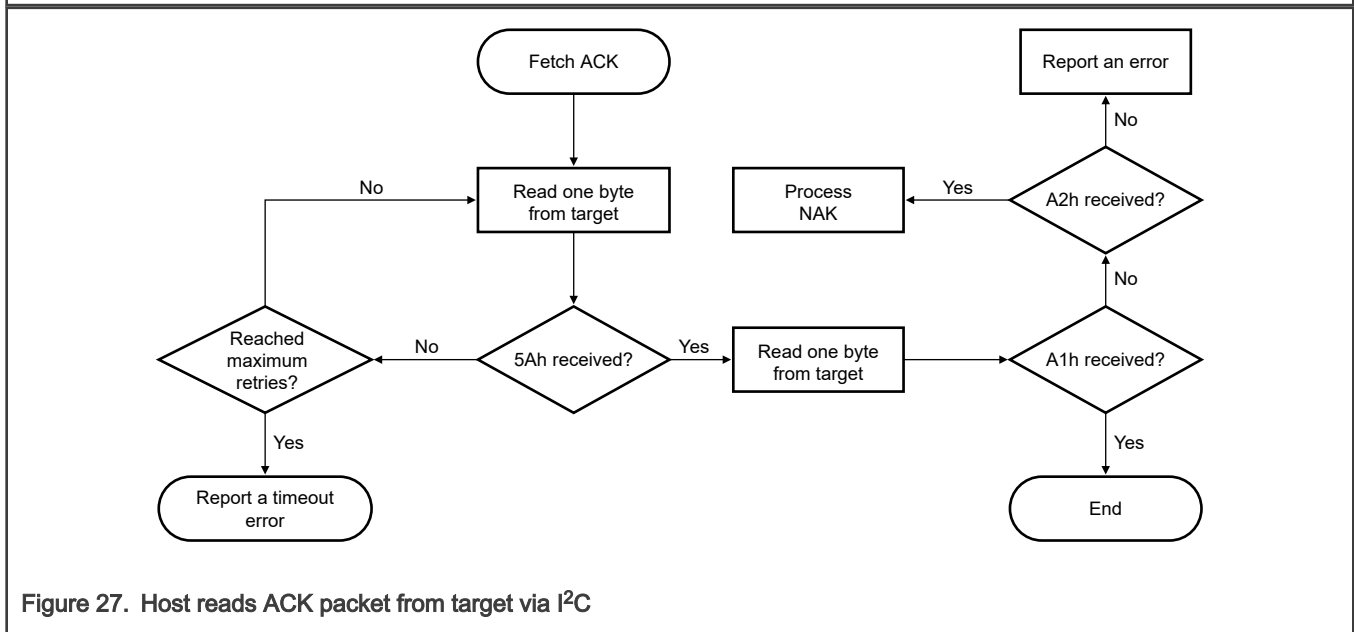 Fetch ACK
Report an error
No
No
Read one byte
from target
Process
NAK
Yes
A2h received?
No
Reached
maximum
retries?
No
5Ah received?
Yes
Read one byte
from target
A1h received?
Yes
Yes
Report a timeout
error
End
Figure 27. Host reads ACK packet from target via I²C